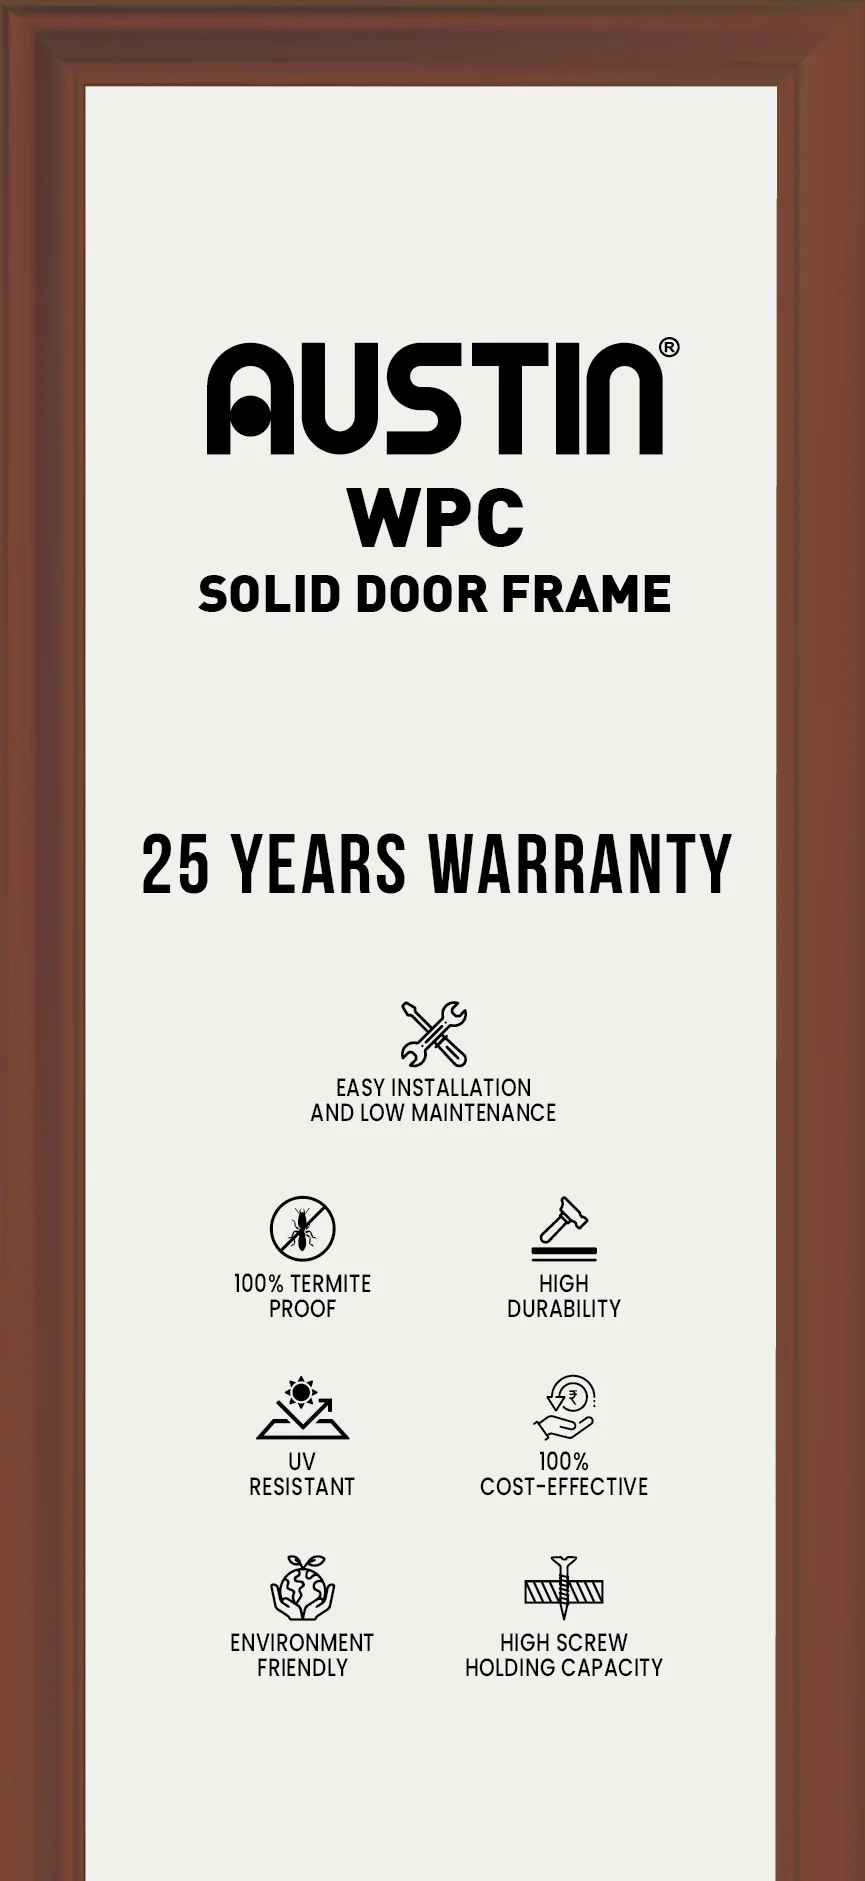 AUSTIN®
WPC
SOLID DOOR FRAME
25 YEARS WARRANTY
EASY INSTALLATION
AND LOW MAINTENANCE
100% TERMITE
PROOF
HIGH
DURABILITY
UV
RESISTANT
₹
100%
COST-EFFECTIVE
ENVIRONMENT
FRIENDLY
HIGH SCREW
HOLDING CAPACITY